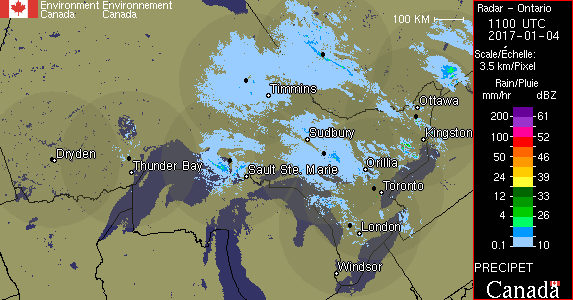 Environment Environnement
Canada Canada
100 KM
Timmins
Ottawa
Sudbury
Kingston
Dryden
Thunder Bay
Sault Ste. Marie
Orillia
Toronto
London
Windsor
Radar - Ontario
1100 UTC
2017-01-04
Scale/Échelle:
3.5 km/Pixel
Rain/Pluie
mm/hr dBZ
200 61
100 56
100 52
50 46
24 39
12 33
4 26
0.1 10
PRECIPET
Canada